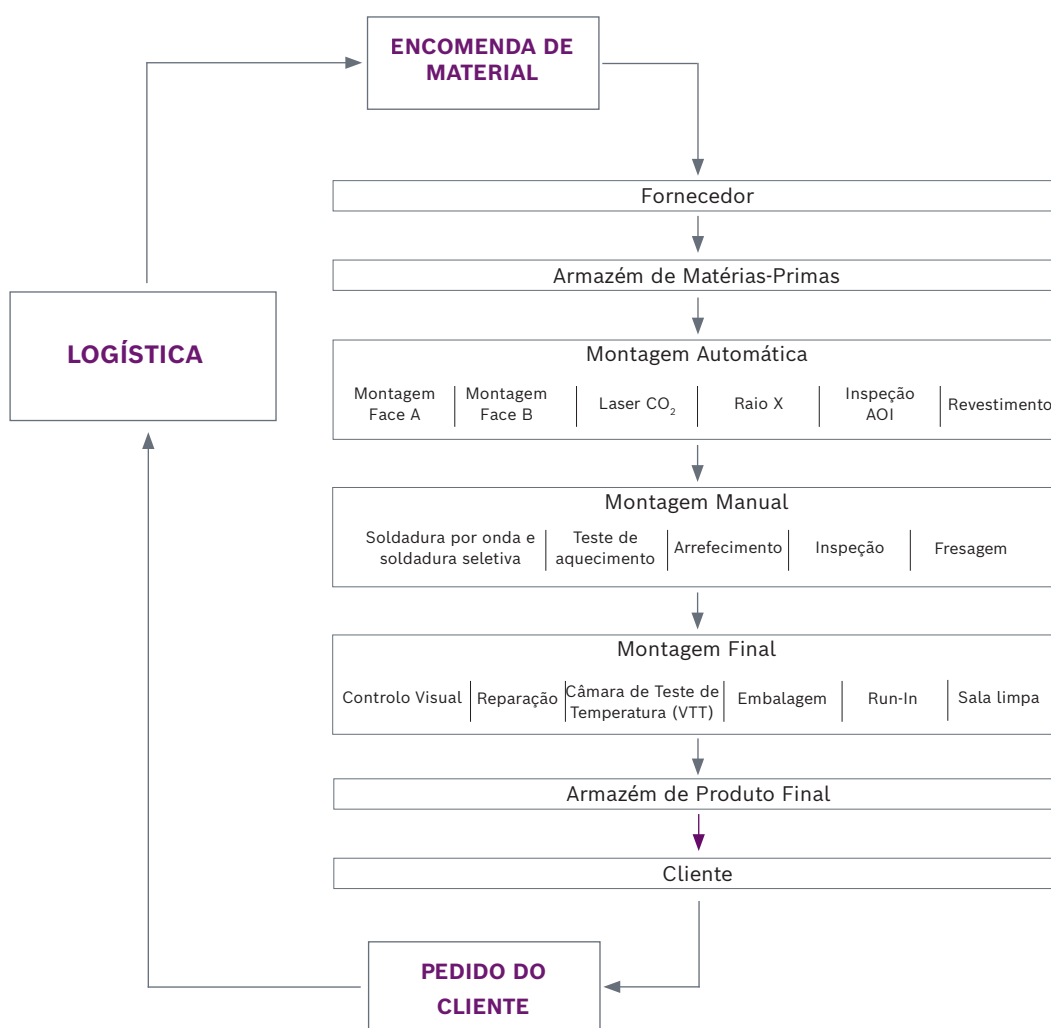 ENCOMENDA DE
MATERIAL
Fornecedor
Armazém de Matérias-Primas
LOGÍSTICA
Montagem Automática
Montagem
Face A
Montagem
Face B
Laser CO₂
Raio X
Inspeção
AOI
Revestimento
Montagem Manual
Soldadura por onda e
soldadura seletiva
Teste de
aquecimento
Arrefecimento
Inspeção
Fresagem
Montagem Final
Controlo Visual
Reparação
Câmara de Teste de
Temperatura (VTT)
Embalagem
Run-In
Sala limpa
Armazém de Produto Final
Cliente
PEDIDO DO
CLIENTE